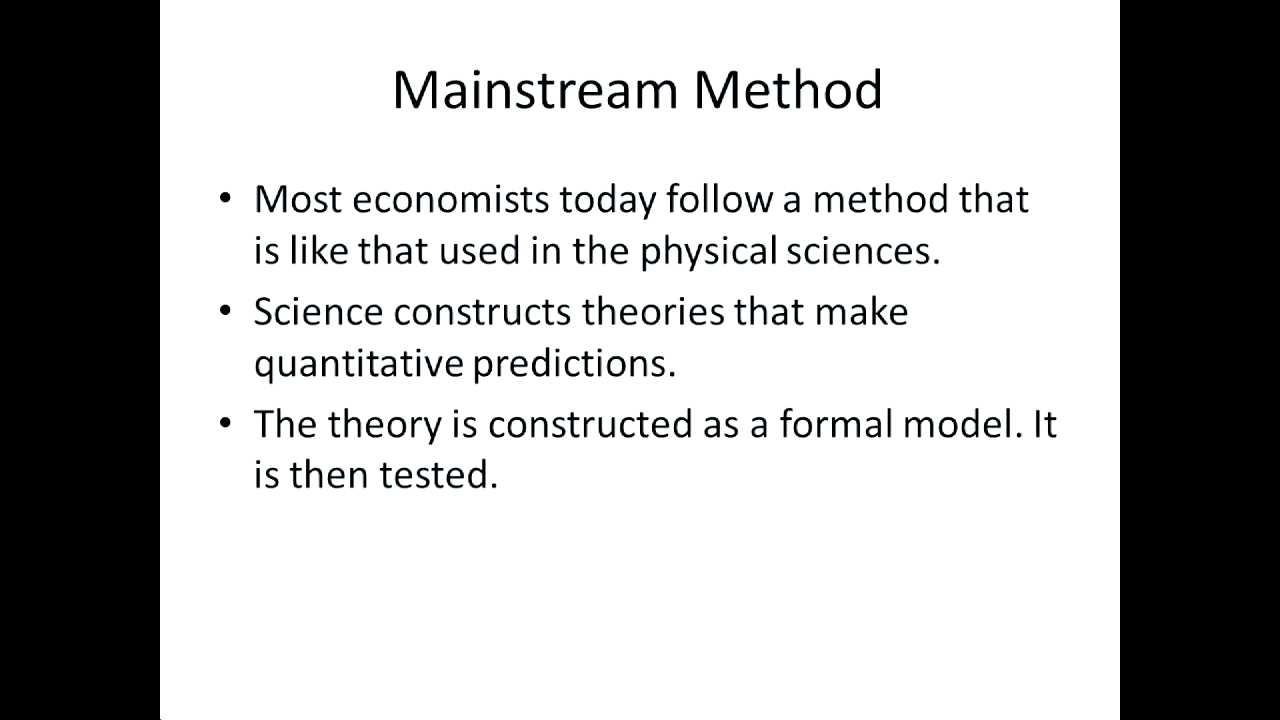 Mainstream Method
• Most economists today follow a method that
is like that used in the physical sciences.
• Science constructs theories that make
quantitative predictions.
• The theory is constructed as a formal model. It
is then tested.